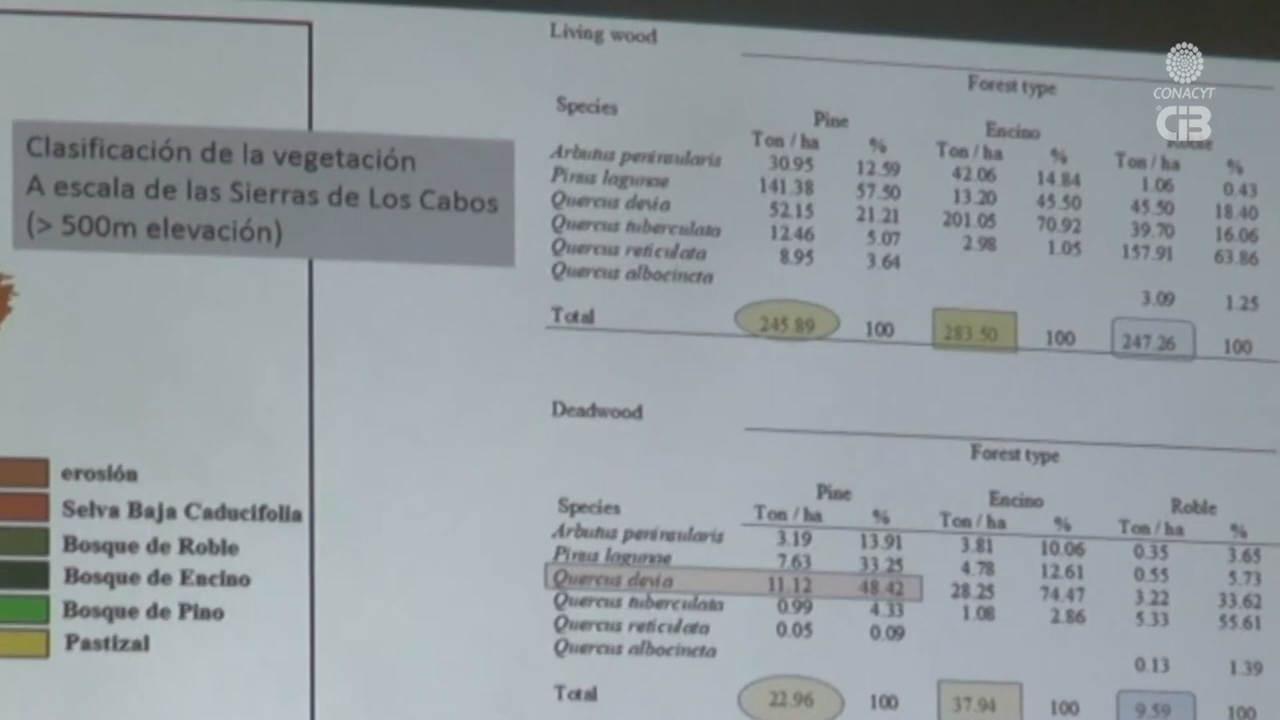 Living wood
CONACYT
CIB
Forest type
Species
Pine
Encino
Ton / ha % Ton / ha % Ton / ha %
Arbutus peninsularis 30.95 12.59 42.06 14.84 1.06 0.43
Pinus lagunae 141.38 57.50 13.20 45.50 45.50 18.40
Quercus devia 52.15 21.21 201.05 70.92 39.70 16.06
Quercus tuberculata 12.46 5.07 2.98 1.05 157.91 63.86
Quercus reticulata 8.95 3.64
Quercus albocincta 3.09 1.25
Total 245.89 100 283.50 100 247.26 100
Clasificación de la vegetación
A escala de las Sierras de Los Cabos
(> 500m elevación)
Deadwood
Forest type
Pine Encino Roble
Species Ton / ha % Ton / ha % Ton / ha %
Arbutus peninsularis 3.19 13.91 3.81 10.06 0.35 3.65
Pinus lagunae 7.63 33.25 4.78 12.61 0.55 5.73
Quercus devia 11.12 48.42 28.25 74.47 3.22 33.62
Quercus tuberculata 0.99 4.33 1.08 2.86 5.33 55.61
Quercus reticulata 0.05 0.09
Quercus albocincta 0.13 1.39
Total 22.96 100 37.94 100 9.59 100
erosión
Selva Baja Caducifolia
Bosque de Roble
Bosque de Encino
Bosque de Pino
Pastizal